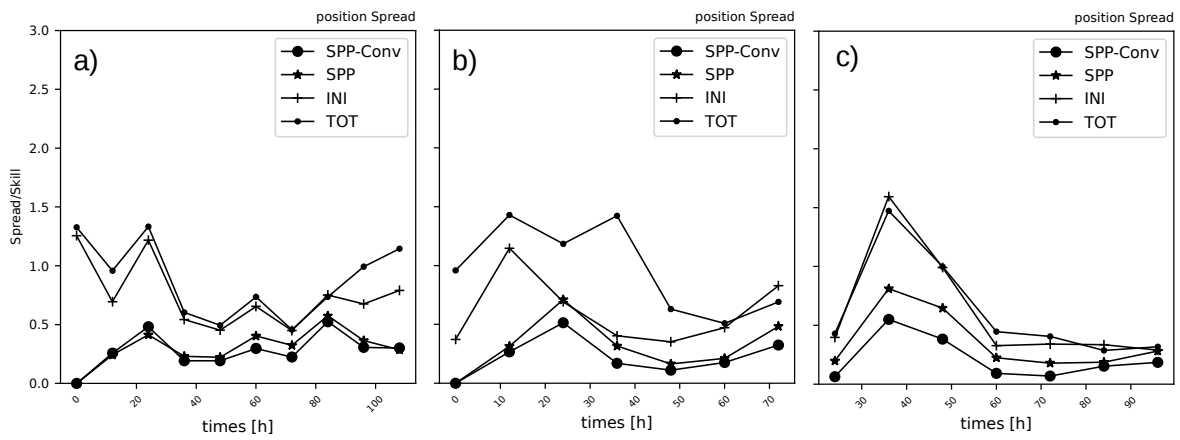 position Spread
a)
SPP-Conv
SPP
INI
TOT
Spread/Skill
3.0
2.5
2.0
1.5
1.0
0.5
0.0
0
20
40
60
80
100
times [h]
position Spread
b)
SPP-Conv
SPP
INI
TOT
0
10
20
30
40
50
60
70
times [h]
position Spread
c)
SPP-Conv
SPP
INI
TOT
30
40
50
60
70
80
90
times [h]